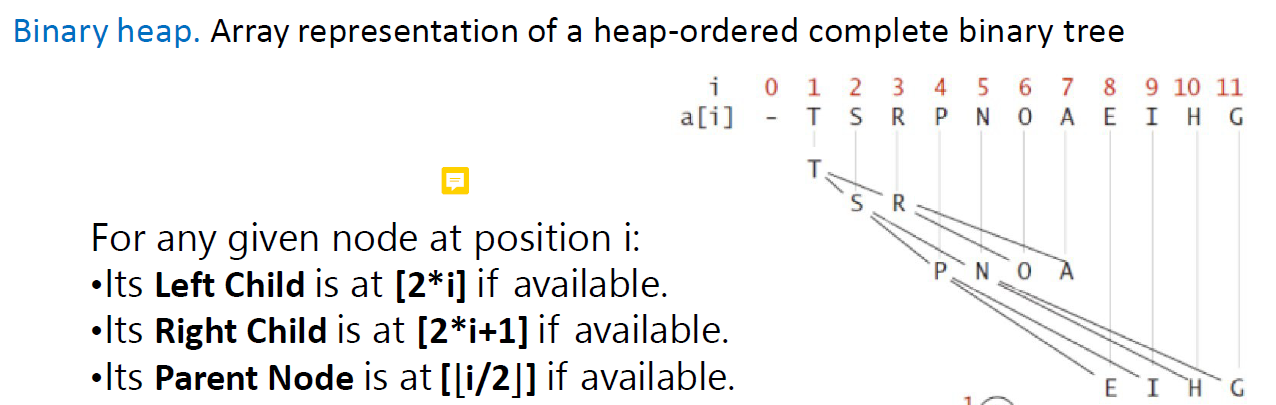 Binary heap. Array representation of a heap-ordered complete binary tree
i 0 1 2 3 4 5 6 7 8 9 10 11
a[i] - T S R P N O A E I H G
T
S R
For any given node at position i:
•Its Left Child is at [2*i] if available.
P N O A
•Its Right Child is at [2*i+1] if available.
•Its Parent Node is at [⌊i/2⌋] if available.
E I H G
1